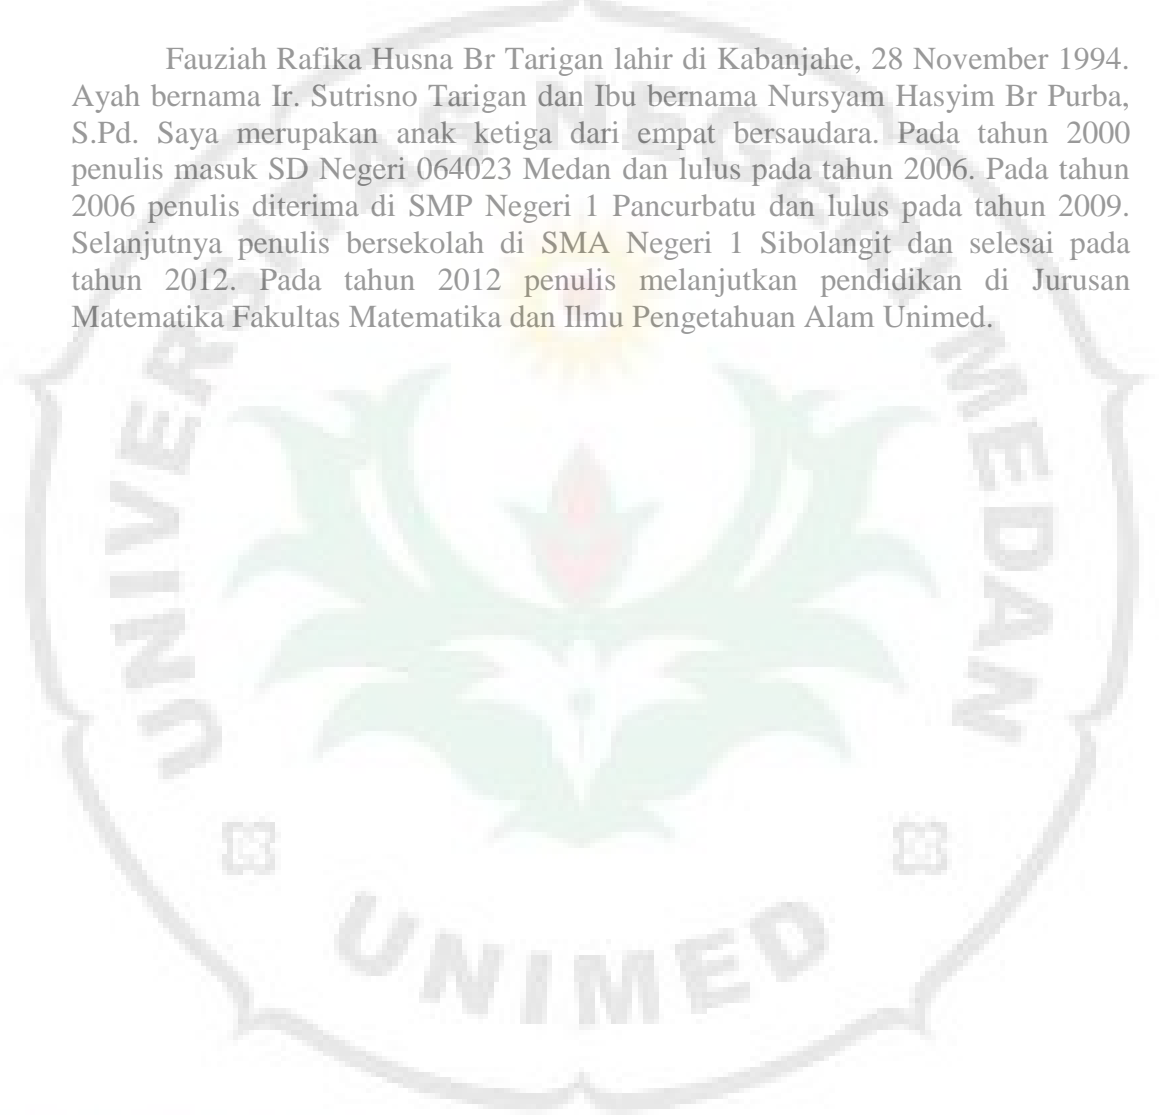 Fauziah Rafika Husna Br Tarigan lahir di Kabanjahe, 28 November 1994.
Ayah bernama Ir. Sutrisno Tarigan dan Ibu bernama Nursyam Hasyim Br Purba,
S.Pd. Saya merupakan anak ketiga dari empat bersaudara. Pada tahun 2000
penulis masuk SD Negeri 064023 Medan dan lulus pada tahun 2006. Pada tahun
2006 penulis diterima di SMP Negeri 1 Pancurbatu dan lulus pada tahun 2009.
Selanjutnya penulis bersekolah di SMA Negeri 1 Sibolangit dan selesai pada
tahun 2012. Pada tahun 2012 penulis melanjutkan pendidikan di Jurusan
Matematika Fakultas Matematika dan Ilmu Pengetahuan Alam Unimed.
UNIVERSITAS NEGERI MEDAN
UNIMED